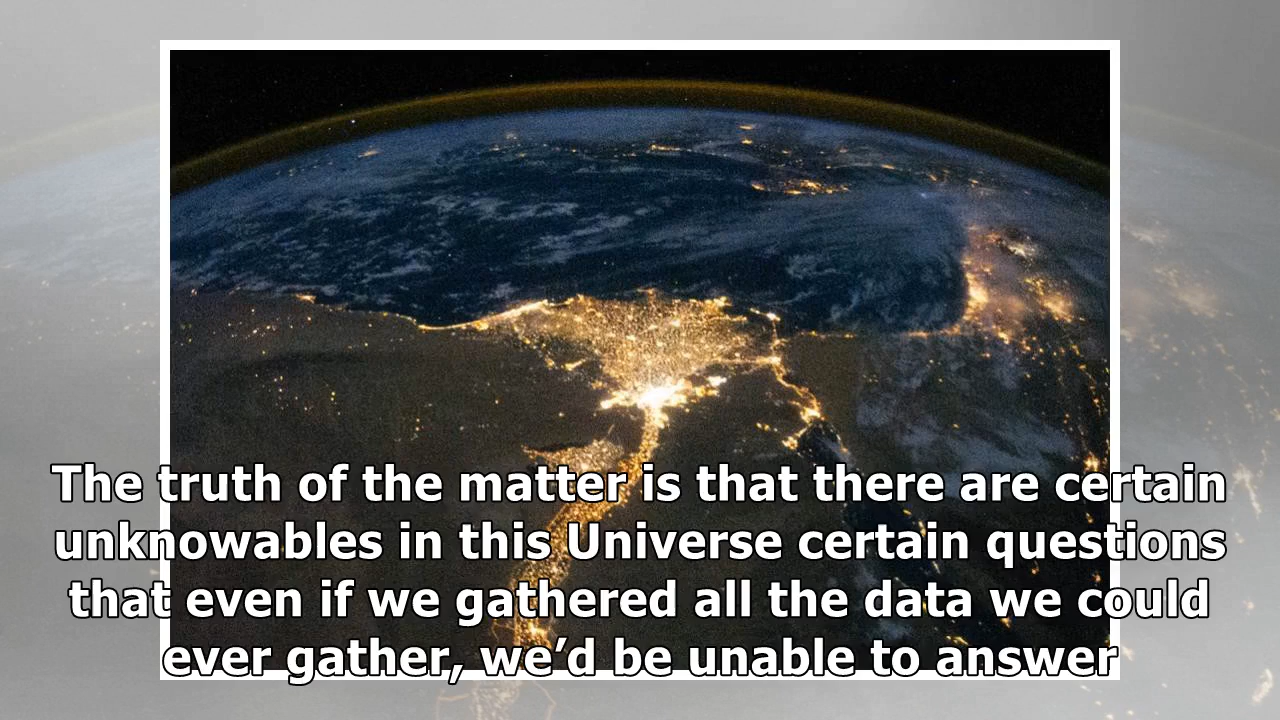 The truth of the matter is that there are certain
unknowables in this Universe certain questions
that even if we gathered all the data we could
ever gather, we’d be unable to answer